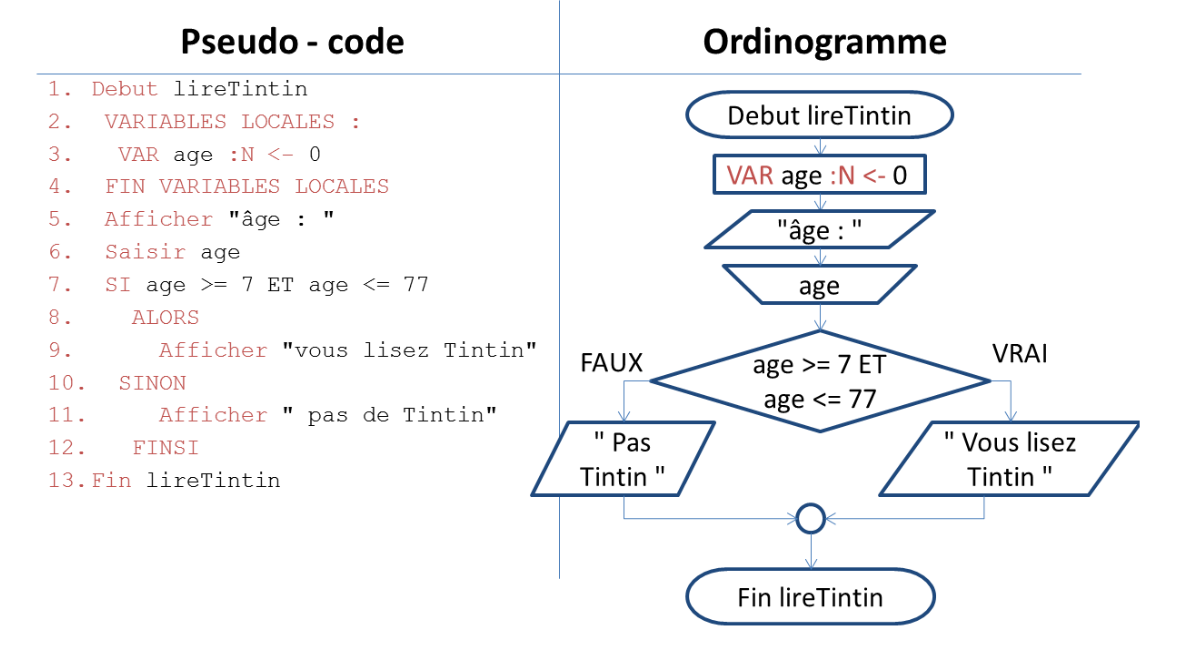 Pseudo - code
1. Debut lireTintin
2. VARIABLES LOCALES :
3. VAR age :N <- 0
4. FIN VARIABLES LOCALES
5. Afficher "âge : "
6. Saisir age
7. SI age >= 7 ET age <= 77
8. ALORS
9. Afficher "vous lisez Tintin"
10. SINON
11. Afficher " pas de Tintin"
12. FINSI
13. Fin lireTintin
Ordinogramme
Debut lireTintin
VAR age :N <- 0
"âge : "
age
age >= 7 ET
age <= 77
FAUX
VRAI
" Pas
Tintin "
" Vous lisez
Tintin "
Fin lireTintin